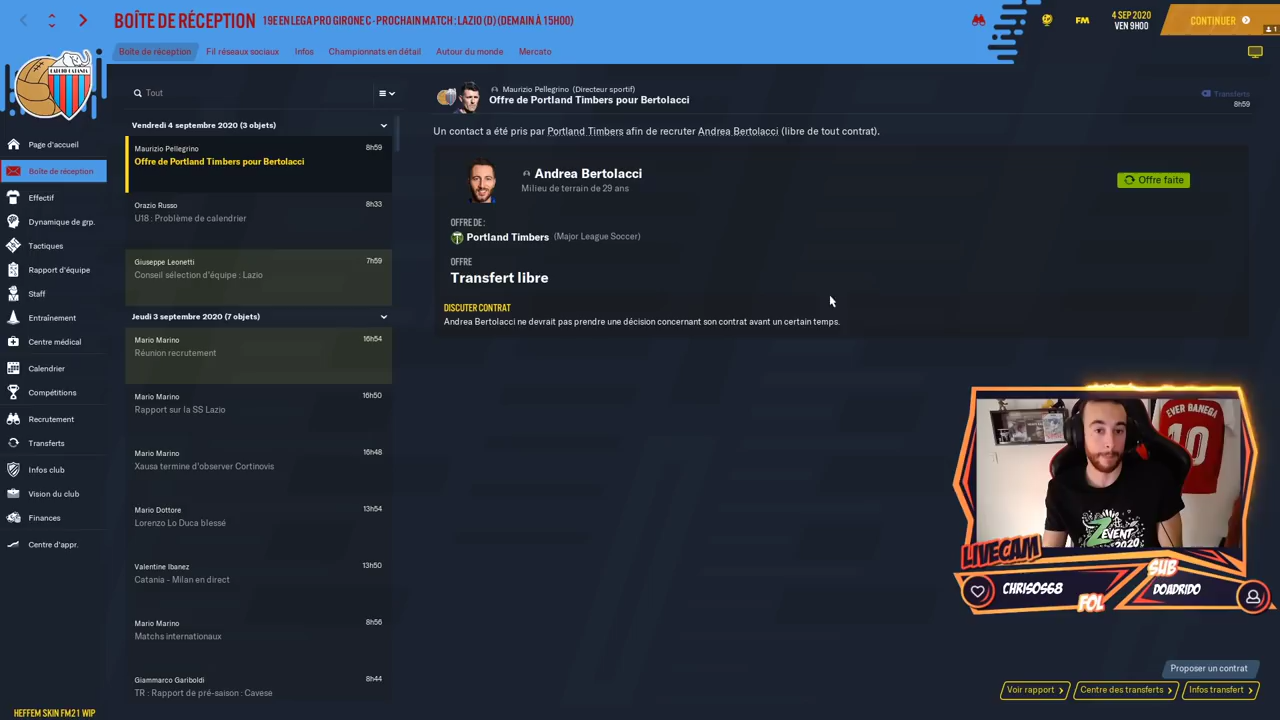 BOÎTE DE RÉCEPTION
19E EN LEGA PRO GIRONE C - PROCHAIN MATCH : LAZIO (D) (DEMAIN À 15H00)
FM
4 SEP 2020
VEN 9H00
CONTINUER
1
Boîte de réception
Fil réseaux sociaux
Infos
Championnats en détail
Autour du monde
Mercato
CALCIO CATANIA
Page d'accueil
Boîte de réception
Effectif
Dynamique de grp.
Tactiques
Rapport d'équipe
Staff
Entraînement
Centre médical
Calendrier
Compétitions
Recrutement
Transferts
Infos club
Vision du club
Finances
Centre d'appr.
HEFFEM SKIN FM21 WIP
Tout
Vendredi 4 septembre 2020 (3 objets)
Maurizio Pellegrino 8h59
Offre de Portland Timbers pour Bertolacci
Orazio Russo 8h33
U18 : Problème de calendrier
Giuseppe Leonetti 7h59
Conseil sélection d'équipe : Lazio
Jeudi 3 septembre 2020 (7 objets)
Mario Marino 16h54
Réunion recrutement
Mario Marino 16h50
Rapport sur la SS Lazio
Mario Marino 16h48
Xausa termine d'observer Cortinovis
Mario Dottore 13h54
Lorenzo Lo Duca blessé
Valentine Ibanez 13h50
Catania - Milan en direct
Mario Marino 8h56
Matchs internationaux
Giammarco Gariboldi 8h44
TR : Rapport de pré-saison : Cavese
Maurizio Pellegrino (Directeur sportif)
Offre de Portland Timbers pour Bertolacci
Transferts
8h59
Un contact a été pris par Portland Timbers afin de recruter Andrea Bertolacci (libre de tout contrat).
Andrea Bertolacci
Milieu de terrain de 29 ans
Offre faite
OFFRE DE :
Portland Timbers (Major League Soccer)
OFFRE
Transfert libre
DISCUTER CONTRAT
Andrea Bertolacci ne devrait pas prendre une décision concernant son contrat avant un certain temps.
EVER BANEGA
10
ZEVENT
2020
LIVECAM
CHRISOS68
FOL
SUB
DOADRIDO
Proposer un contrat
Voir rapport
Centre des transferts
Infos transfert